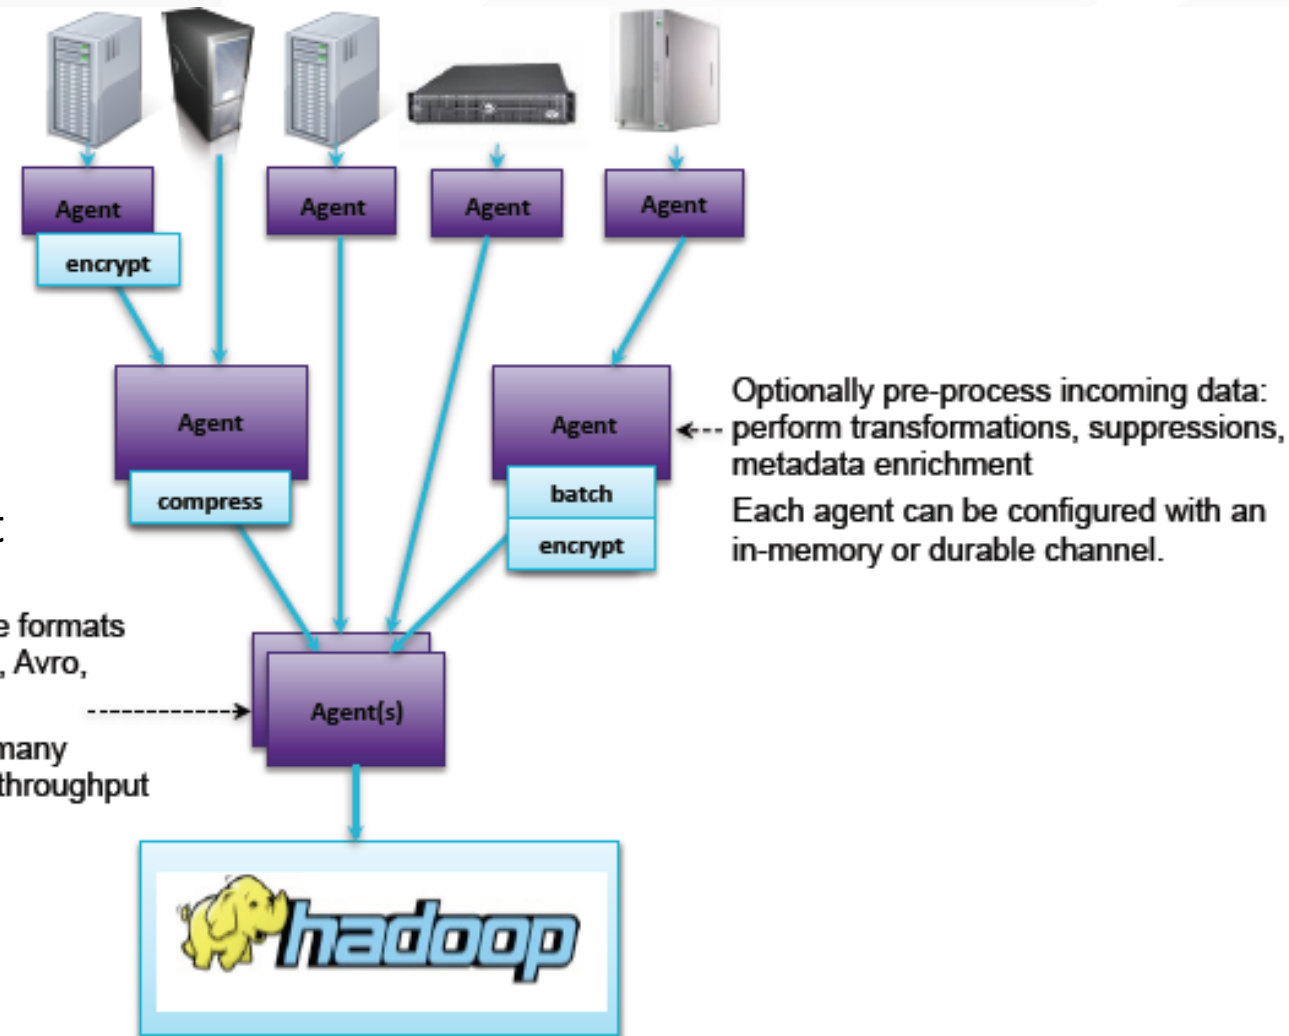 Agent
Agent
Agent
Agent
encrypt
Agent
Agent
compress
batch
encrypt
Optionally pre-process incoming data:
perform transformations, suppressions,
metadata enrichment
Each agent can be configured with an
in-memory or durable channel.
t
e formats
, Avro,
many
throughput
Agent(s)
hadoop